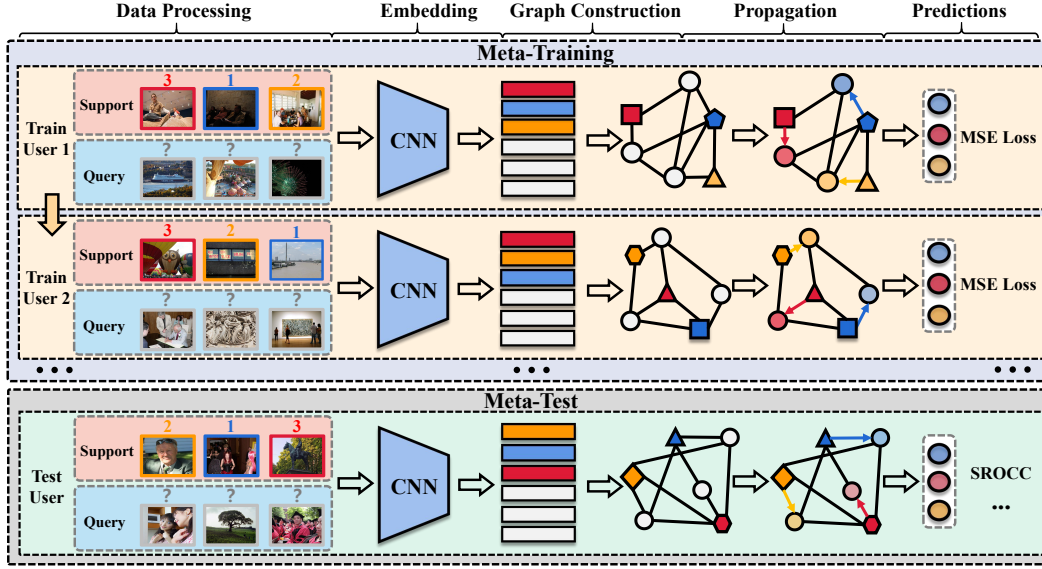 Data Processing Embedding Graph Construction Propagation Predictions
Meta-Training
3 1 2
Support
Train
User 1
CNN
MSE Loss
? ? ?
Query
3 2 1
Support
Train
User 2
CNN
MSE Loss
? ? ?
Query
• • • • • • • • •
Meta-Test
2 1 3
Support
Test
User
CNN
SROCC
...
? ? ?
Query